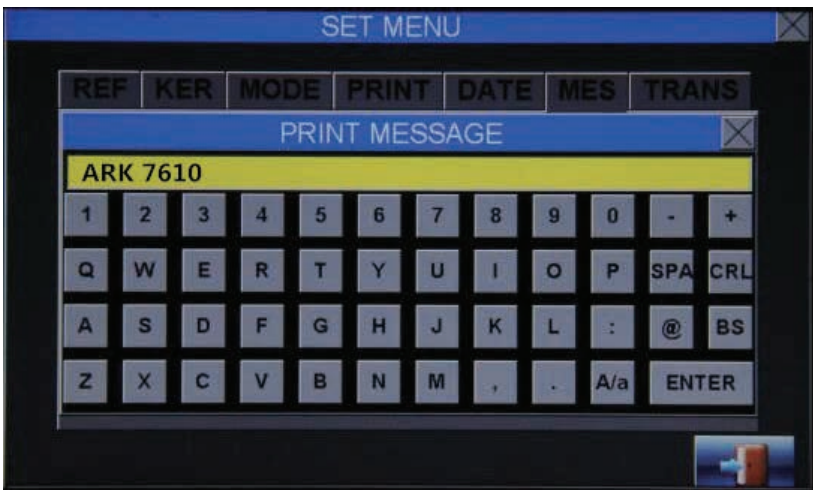 SET MENU
REF KER MODE PRINT DATE MES TRANS
PRINT MESSAGE
ARK 7610
1 2 3 4 5 6 7 8 9 0 - +
Q W E R T Y U I O P SPA CRL
A S D F G H J K L : @ BS
Z X C V B N M , . A/a ENTER